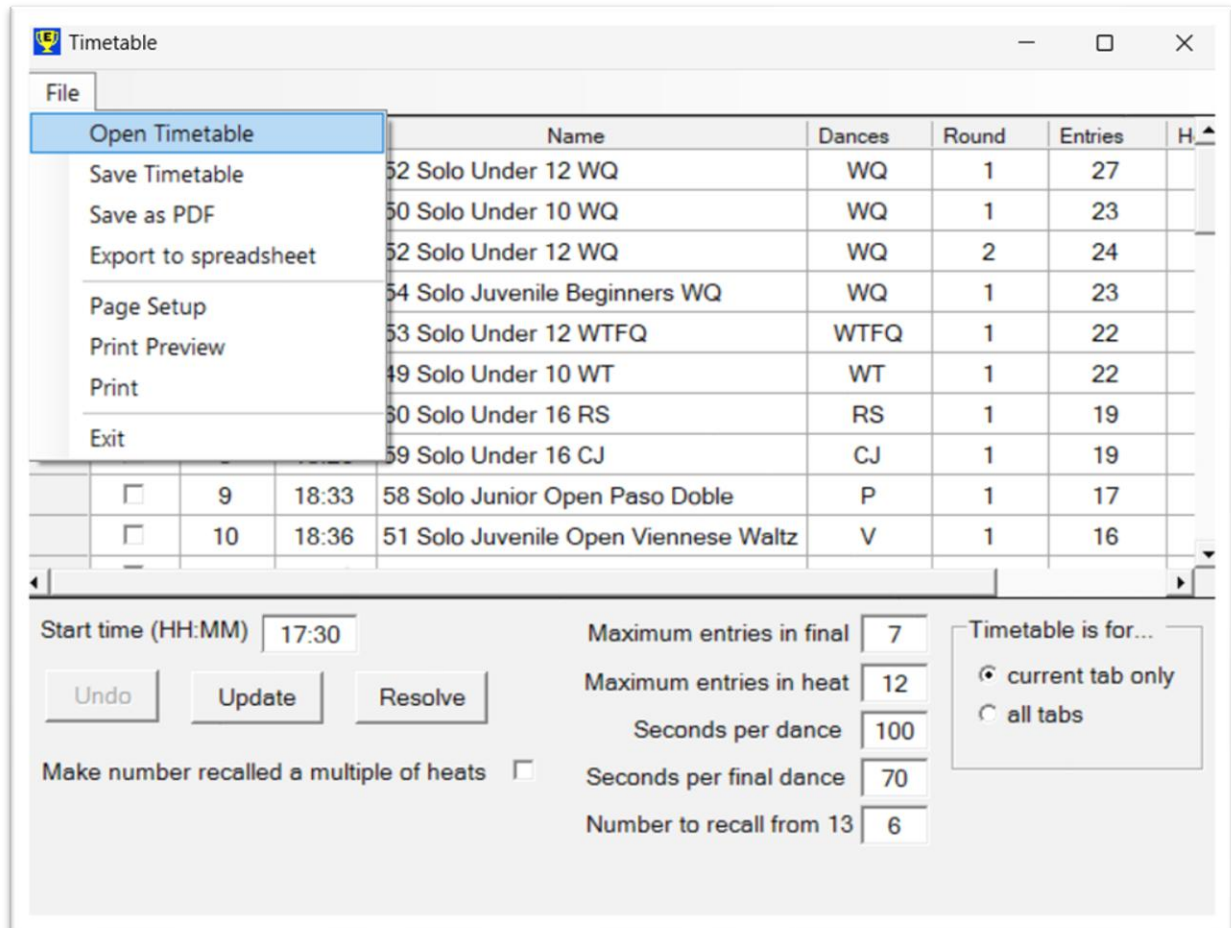 Timetable
File
Open Timetable
Save Timetable
Save as PDF
Export to spreadsheet
Page Setup
Print Preview
Print
Exit
Name Dances Round Entries
52 Solo Under 12 WQ WQ 1 27
50 Solo Under 10 WQ WQ 1 23
52 Solo Under 12 WQ WQ 2 24
54 Solo Juvenile Beginners WQ WQ 1 23
53 Solo Under 12 WTFQ WTFQ 1 22
49 Solo Under 10 WT WT 1 22
60 Solo Under 16 RS RS 1 19
59 Solo Under 16 CJ CJ 1 19
9 18:33 58 Solo Junior Open Paso Doble P 1 17
10 18:36 51 Solo Juvenile Open Viennese Waltz V 1 16
Start time (HH:MM) 17:30
Undo Update Resolve
Make number recalled a multiple of heats
Maximum entries in final 7
Maximum entries in heat 12
Seconds per dance 100
Seconds per final dance 70
Number to recall from 13 6
Timetable is for...
current tab only
all tabs